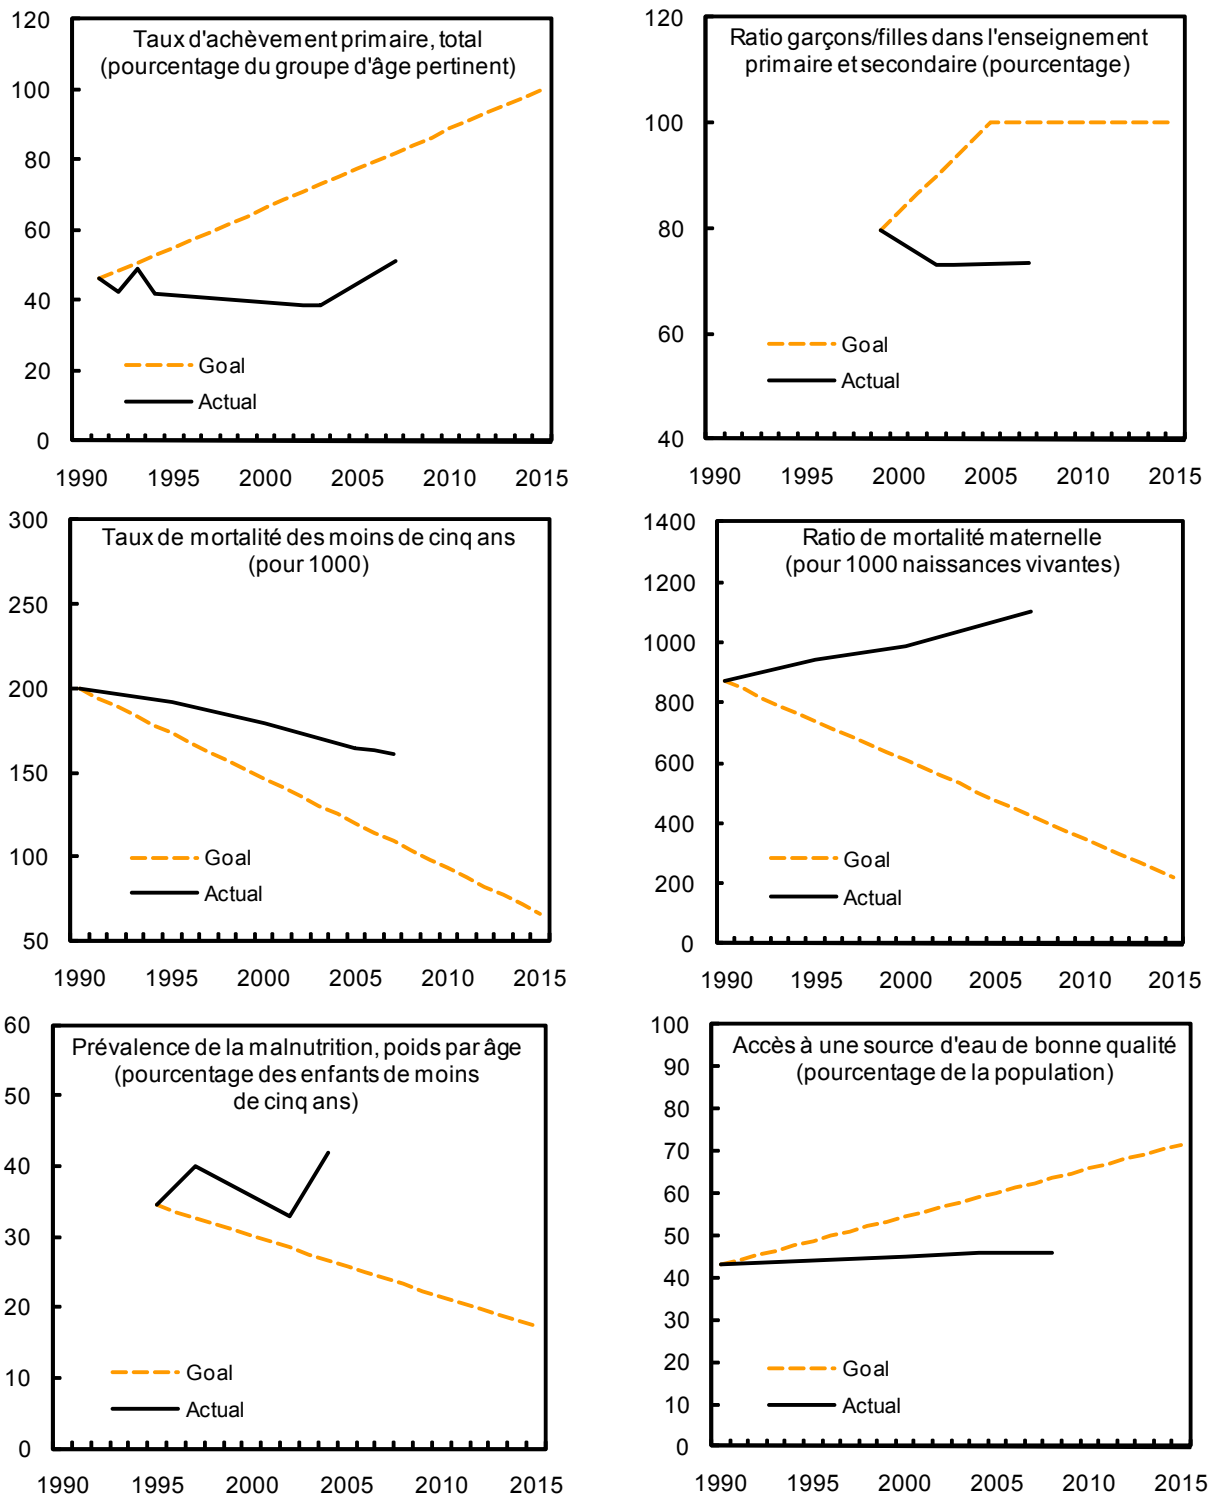 Taux d'achèvement primaire, total
(pourcentage du groupe d'âge pertinent)
120
100
80
60
40
20
0
Goal
Actual
1990 1995 2000 2005 2010 2015
Ratio garçons/filles dans l'enseignement
primaire et secondaire (pourcentage)
120
100
80
60
40
Goal
Actual
1990 1995 2000 2005 2010 2015
Taux de mortalité des moins de cinq ans
(pour 1000)
300
250
200
150
100
50
Goal
Actual
1990 1995 2000 2005 2010 2015
Ratio de mortalité maternelle
(pour 1000 naissances vivantes)
1400
1200
1000
800
600
400
200
0
Goal
Actual
1990 1995 2000 2005 2010 2015
Prévalence de la malnutrition, poids par âge
(pourcentage des enfants de moins
de cinq ans)
60
50
40
30
20
10
0
Goal
Actual
1990 1995 2000 2005 2010 2015
Accès à une source d'eau de bonne qualité
(pourcentage de la population)
100
90
80
70
60
50
40
30
20
10
0
Goal
Actual
1990 1995 2000 2005 2010 2015